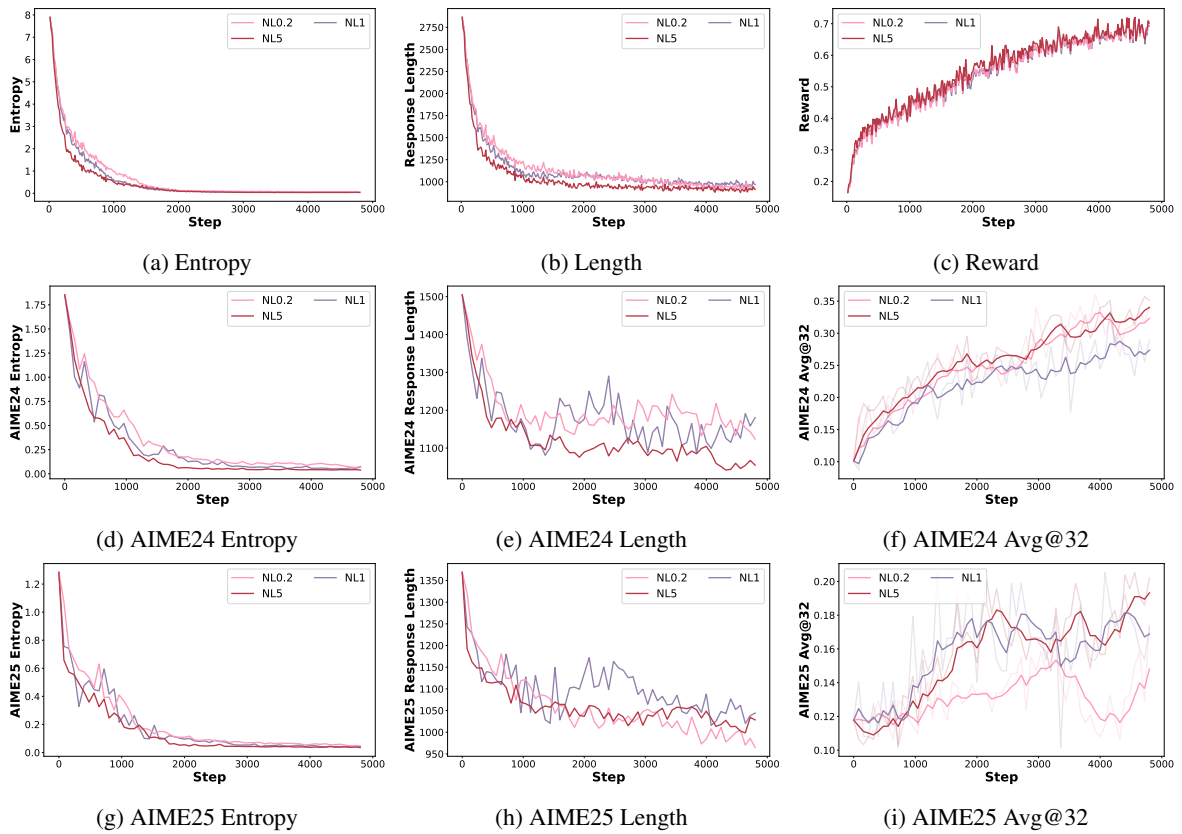 NL0.2 NL1
NL5
8
7
6
5
4
3
2
1
0
Entropy
0 1000 2000 3000 4000 5000
Step
(a) Entropy
NL0.2 NL1
NL5
2750
2500
2250
2000
1750
1500
1250
1000
Response Length
0 1000 2000 3000 4000 5000
Step
(b) Length
NL0.2 NL1
NL5
0.7
0.6
0.5
0.4
0.3
0.2
Reward
0 1000 2000 3000 4000 5000
Step
(c) Reward
NL0.2 NL1
NL5
1.75
1.50
1.25
1.00
0.75
0.50
0.25
0.00
AIME24 Entropy
0 1000 2000 3000 4000 5000
Step
(d) AIME24 Entropy
NL0.2 NL1
NL5
1500
1400
1300
1200
1100
AIME24 Response Length
0 1000 2000 3000 4000 5000
Step
(e) AIME24 Length
NL0.2 NL1
NL5
0.35
0.30
0.25
0.20
0.15
0.10
AIME24 Avg@32
0 1000 2000 3000 4000 5000
Step
(f) AIME24 Avg@32
NL0.2 NL1
NL5
1.2
1.0
0.8
0.6
0.4
0.2
0.0
AIME25 Entropy
0 1000 2000 3000 4000 5000
Step
(g) AIME25 Entropy
NL0.2 NL1
NL5
1350
1300
1250
1200
1150
1100
1050
1000
950
AIME25 Response Length
0 1000 2000 3000 4000 5000
Step
(h) AIME25 Length
NL0.2 NL1
NL5
0.20
0.18
0.16
0.14
0.12
0.10
AIME25 Avg@32
0 1000 2000 3000 4000 5000
Step
(i) AIME25 Avg@32